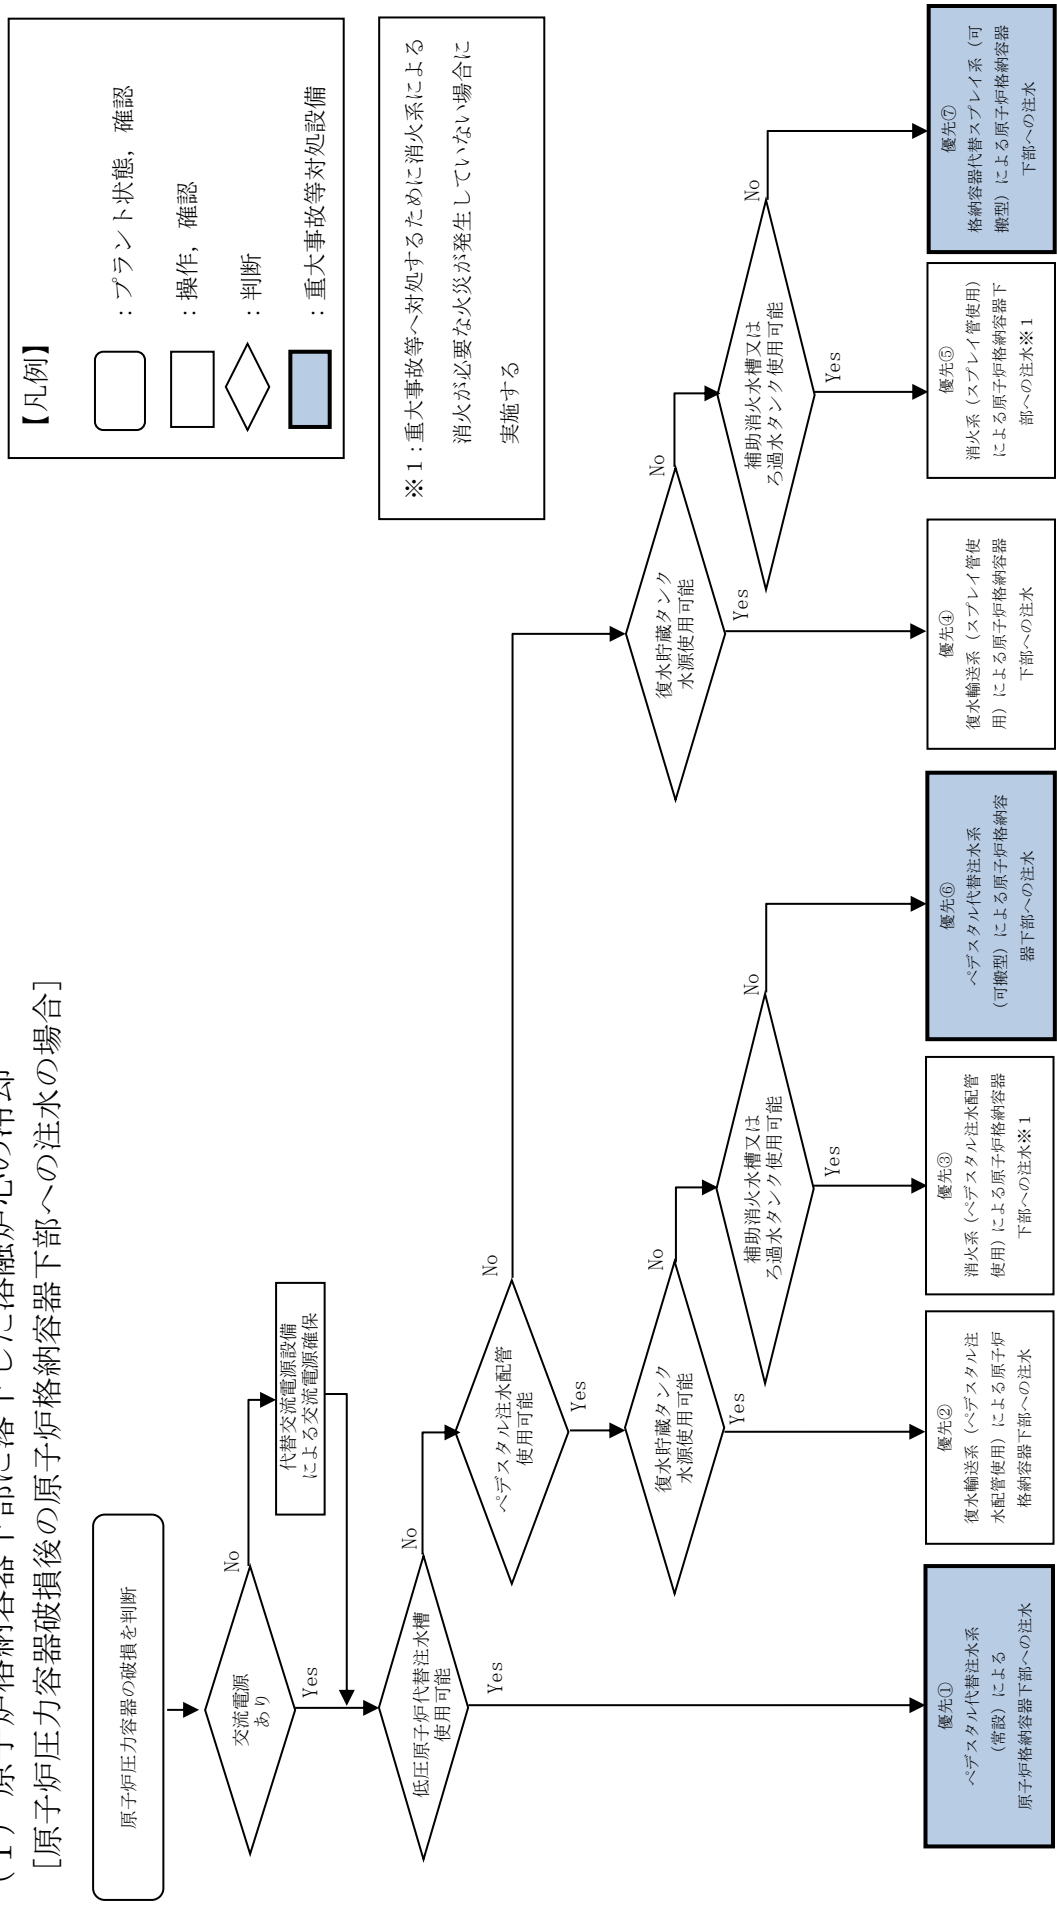 (１) 原子炉格納容器下部に落下した溶融炉心の冷却
[原子炉圧力容器破損後の原子炉格納容器下部への注水の場合]
【凡例】
：プラント状態，確認
：操作，確認
：判断
：重大事故等対処設備
※１：重大事故等へ対処するために消火系による
消火が必要な火災が発生していない場合に
実施する
原子炉圧力容器の破損を判断
交流電源
あり
No
Yes
代替交流電源設備
による交流電源確保
低圧原子炉代替注水槽
使用可能
No
Yes
ペデスタル注水配管
使用可能
No
Yes
復水貯蔵タンク
水源使用可能
No
Yes
補助消火水槽又は
ろ過水タンク使用可能
No
Yes
復水貯蔵タンク
水源使用可能
No
Yes
補助消火水槽又は
ろ過水タンク使用可能
No
Yes
優先①
ペデスタル代替注水系
（常設）による
原子炉格納容器下部への注水
優先②
復水輸送系（ペデスタル注
水配管使用）による原子炉
格納容器下部への注水
優先③
消火系（ペデスタル注水配管
使用）による原子炉格納容器
下部への注水※１
優先⑥
ペデスタル代替注水系
（可搬型）による原子炉格納容
器下部への注水
優先④
復水輸送系（スプレイ管使
用）による原子炉格納容器
下部への注水
優先⑤
消火系（スプレイ管使用）
による原子炉格納容器下
部への注水※１
優先⑦
格納容器代替スプレイ系（可
搬型）による原子炉格納容器
下部への注水